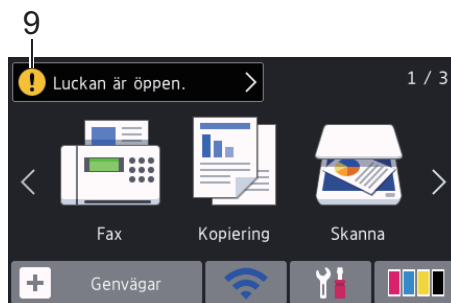 9
Luckan är öppen.
1 / 3
Fax
Kopiering
Skanna
Genvägar